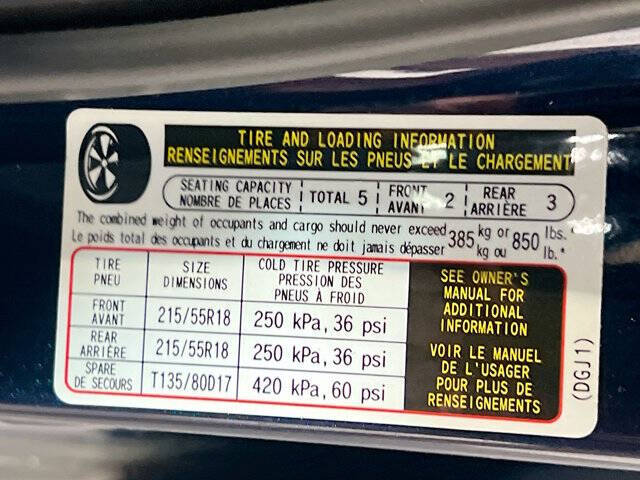 TIRE AND LOADING INFORMATION
RENSEIGNEMENTS SUR LES PNEUS ET LE CHARGEMENT
SEATING CAPACITY
NOMBRE DE PLACES
TOTAL 5
FRONT
AVANT
2
REAR
ARRIÈRE
3
The combined weight of occupants and cargo should never exceed 385 kg or 850 lbs.*
Le poids total des occupants et du chargement ne doit jamais dépasser kg ou lb.*
TIRE
PNEU
SIZE
DIMENSIONS
COLD TIRE PRESSURE
PRESSION DES
PNEUS À FROID
FRONT
AVANT
215/55R18
250 kPa, 36 psi
REAR
ARRIÈRE
215/55R18
250 kPa, 36 psi
SPARE
DE SECOURS
T135/80D17
420 kPa, 60 psi
SEE OWNER'S
MANUAL FOR
ADDITIONAL
INFORMATION
VOIR LE MANUEL
DE L'USAGER
POUR PLUS DE
RENSEIGNEMENTS
(DGJ1)